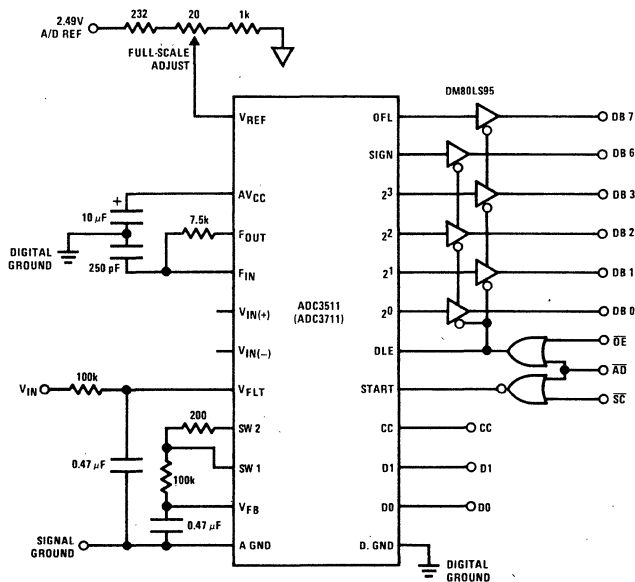 2.49V
A/D REF
232
20
1k
FULL-SCALE
ADJUST
DM80LS95
VREF
OFL
DB 7
SIGN
DB 6
AVCC
2³
DB 3
+
10 μF
7.5k
FOUT
2²
DB 2
DIGITAL
GROUND
250 pF
FIN
2¹
DB 1
ADC3511
(ADC3711)
VIN(+)
2⁰
DB 0
VIN(−)
DLE
OE
AD
VIN
100k
VFLT
START
SC
200
SW 2
CC
CC
0.47 μF
100k
SW 1
D1
D1
VFB
D0
D0
0.47 μF
SIGNAL
GROUND
A GND
D. GND
DIGITAL
GROUND